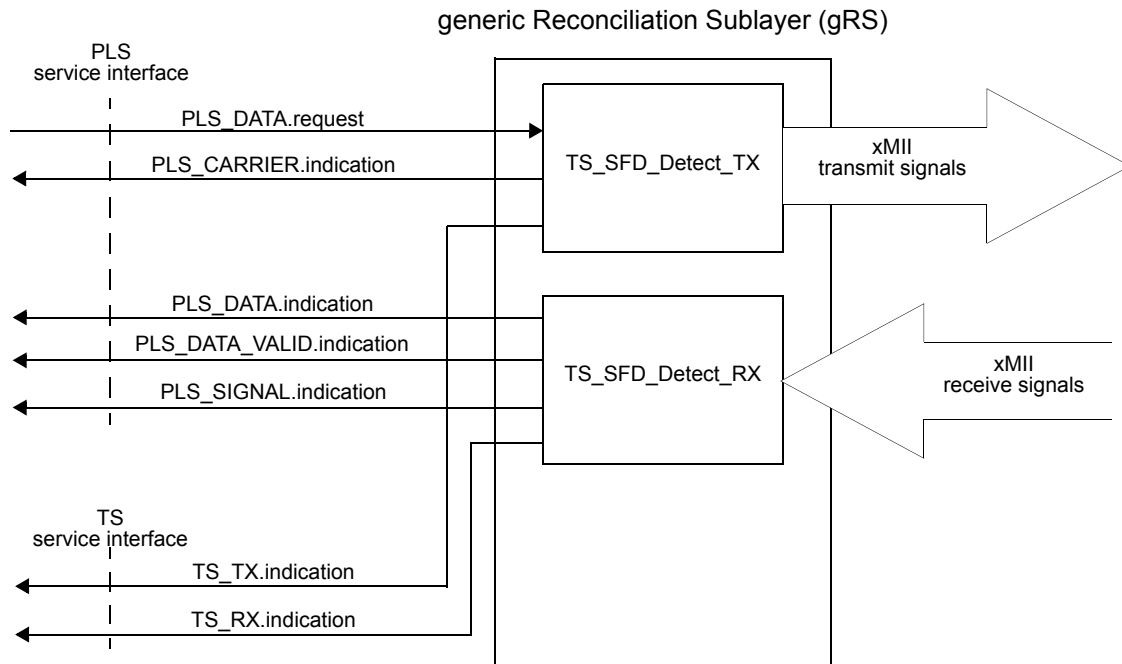 generic Reconciliation Sublayer (gRS)
PLS
service interface
PLS_DATA.request
PLS_CARRIER.indication
TS_SFD_Detect_TX
xMII
transmit signals
PLS_DATA.indication
PLS_DATA_VALID.indication
PLS_SIGNAL.indication
TS_SFD_Detect_RX
xMII
receive signals
TS
service interface
TS_TX.indication
TS_RX.indication